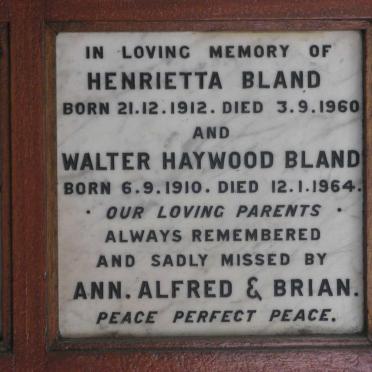 IN LOVING MEMORY OF
HENRIETTA BLAND
BORN 21.12.1912. DIED 3.9.1960
AND
WALTER HAYWOOD BLAND
BORN 6.9.1910. DIED 12.1.1964.
· OUR LOVING PARENTS ·
ALWAYS REMEMBERED
AND SADLY MISSED BY
ANN. ALFRED & BRIAN.
PEACE PERFECT PEACE.